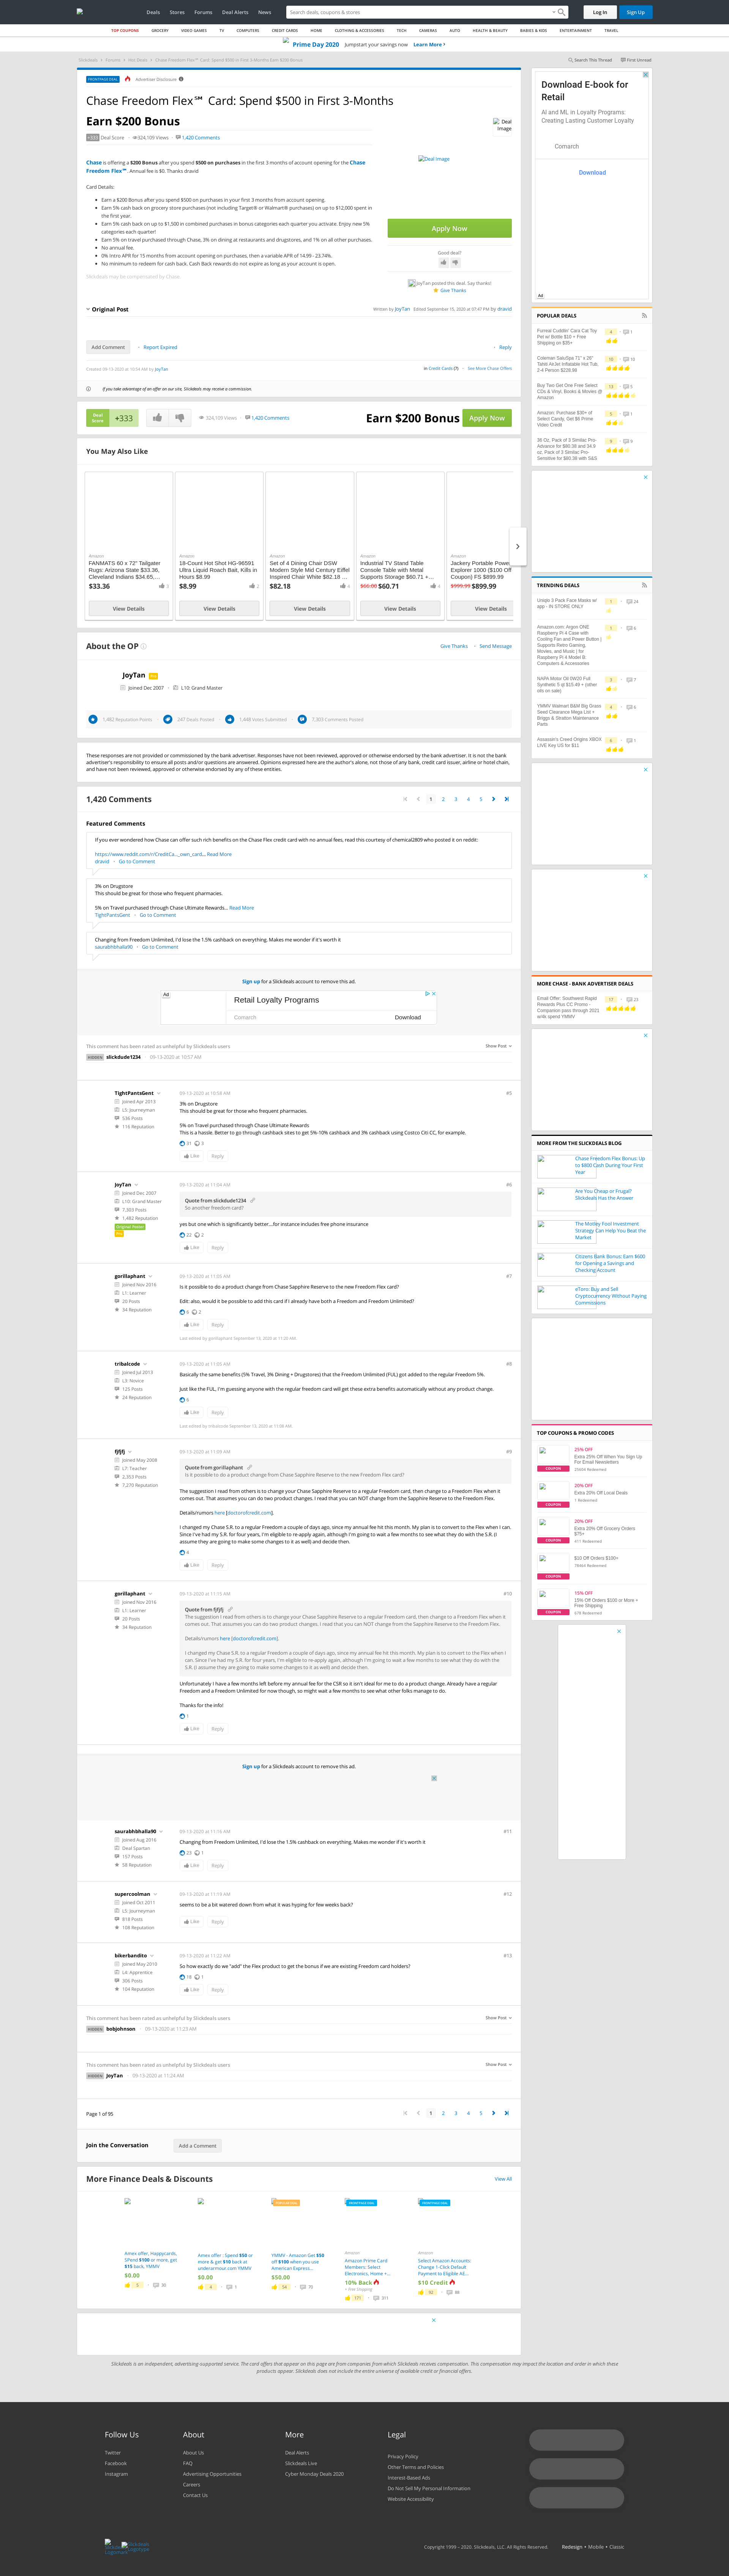 Deals Stores Forums Deal Alerts News
Search deals, coupons & stores
Log In Sign Up
TOP COUPONS GROCERY VIDEO GAMES TV COMPUTERS CREDIT CARDS HOME CLOTHING & ACCESSORIES TECH CAMERAS AUTO HEALTH & BEAUTY BABIES & KIDS ENTERTAINMENT TRAVEL
Prime Day 2020 Jumpstart your savings now Learn More
Slickdeals Forums Hot Deals Chase Freedom Flex℠ Card: Spend $500 in First 3-Months Earn $200 Bonus
Search This Thread First Unread
FRONTPAGE DEAL Advertiser Disclosure
Chase Freedom Flex℠ Card: Spend $500 in First 3-Months
Earn $200 Bonus
+333 Deal Score 324,109 Views 1,420 Comments
Deal Image
Chase is offering a $200 Bonus after you spend $500 on purchases in the first 3 months of account opening for the Chase Freedom Flex℠. Annual fee is $0. Thanks dravid
Card Details:
Earn a $200 Bonus after you spend $500 on purchases in your first 3 months from account opening.
Earn 5% cash back on grocery store purchases (not including Target® or Walmart® purchases) on up to $12,000 spent in the first year.
Earn 5% cash back on up to $1,500 in combined purchases in bonus categories each quarter you activate. Enjoy new 5% categories each quarter!
Earn 5% on travel purchased through Chase, 3% on dining at restaurants and drugstores, and 1% on all other purchases.
No annual fee.
0% Intro APR for 15 months from account opening on purchases, then a variable APR of 14.99 - 23.74%.
No minimum to redeem for cash back. Cash Back rewards do not expire as long as your account is open.
Slickdeals may be compensated by Chase.
Deal Image
Apply Now
Good deal?
JoyTan posted this deal. Say thanks!
Give Thanks
Original Post
Written by JoyTan Edited September 15, 2020 at 07:47 PM by dravid
Add Comment Report Expired Reply
Created 09-13-2020 at 10:54 AM by JoyTan
in Credit Cards (7) See More Chase Offers
If you take advantage of an offer on our site, Slickdeals may receive a commission.
Deal Score +333
324,109 Views 1,420 Comments
Earn $200 Bonus Apply Now
You May Also Like
Amazon
FANMATS 60 x 72" Tailgater Rugs: Arizona State $33.36, Cleveland Indians $34.65,...
$33.36
View Details
Amazon
18-Count Hot Shot HG-96591 Ultra Liquid Roach Bait, Kills in Hours $8.99
$8.99
View Details
Amazon
Set of 4 Dining Chair DSW Modern Style Mid Century Eiffel Inspired Chair White $82.18 ...
$82.18
View Details
Amazon
Industrial TV Stand Table Console Table with Metal Supports Storage $60.71 +...
$60.71
View Details
Amazon
Jackery Portable Power Explorer 1000 ($100 Off Coupon) FS $899.99
$999.99 $899.99
View Details
About the OP
Give Thanks Send Message
JoyTan Pro
Joined Dec 2007 L10: Grand Master
1,482 Reputation Points 247 Deals Posted 1,488 Votes Submitted 7,303 Comments Posted
These responses are not provided or commissioned by the bank advertiser. Responses have not been reviewed, approved or otherwise endorsed by the bank advertiser. It is not the bank advertiser's responsibility to ensure all posts and/or questions are answered. Opinions expressed here are the author's alone, not those of any bank, credit card issuer, airline or hotel chain, and have not been reviewed, approved or otherwise endorsed by any of these entities.
1,420 Comments
1 2 3 4 5
Featured Comments
If you ever wondered how Chase can offer such rich benefits on the Chase Flex credit card with no annual fees, read this courtesy of chemical2809 who posted it on reddit:
https://www.reddit.com/r/CreditCa..._own_card... Read More
dravid Go to Comment
3% on Drugstore
This should be great for those who frequent pharmacies.
5% on Travel purchased through Chase Ultimate Rewards... Read More
TightPantsGent Go to Comment
Changing from Freedom Unlimited, I'd lose the 1.5% cashback on everything. Makes me wonder if it's worth it
saurabhbhalla90 Go to Comment
Sign up for a Slickdeals account to remove this ad.
Ad
Retail Loyalty Programs
Comarch Download
This comment has been rated as unhelpful by Slickdeals users Show Post
HIDDEN slickdude1234 09-13-2020 at 10:57 AM
TightPantsGent
Joined Apr 2013
L5: Journeyman
536 Posts
116 Reputation
09-13-2020 at 10:58 AM #5
3% on Drugstore
This should be great for those who frequent pharmacies.
5% on Travel purchased through Chase Ultimate Rewards
This is a hassle. Better to go through cashback sites to get 5%-10% cashback and 3% cashback using Costco Citi CC, for example.
31 3
Like Reply
JoyTan
Joined Dec 2007
L10: Grand Master
7,303 Posts
1,482 Reputation
Original Poster
Pro
09-13-2020 at 11:04 AM #6
Quote from slickdude1234
So another freedom card?
yes but one which is significantly better....for instance includes free phone insurance
22 2
Like Reply
gorillaphant
Joined Nov 2016
L1: Learner
20 Posts
34 Reputation
09-13-2020 at 11:05 AM #7
Is it possible to do a product change from Chase Sapphire Reserve to the new Freedom Flex card?
Edit: also, would it be possible to add this card if I already have both a Freedom and Freedom Unlimited?
6 2
Like Reply
Last edited by gorillaphant September 13, 2020 at 11:20 AM.
tribalcode
Joined Jul 2013
L3: Novice
125 Posts
24 Reputation
09-13-2020 at 11:05 AM #8
Basically the same benefits (5% Travel, 3% Dining + Drugstores) that the Freedom Unlimited (FUL) got added to the regular Freedom 5%.
Just like the FUL, I'm guessing anyone with the regular freedom card will get these extra benefits automatically without any product change.
6
Like Reply
Last edited by tribalcode September 13, 2020 at 11:08 AM.
fjfjfj
Joined May 2008
L7: Teacher
2,353 Posts
7,270 Reputation
09-13-2020 at 11:09 AM #9
Quote from gorillaphant
Is it possible to do a product change from Chase Sapphire Reserve to the new Freedom Flex card?
The suggestion I read from others is to change your Chase Sapphire Reserve to a regular Freedom card, then change to a Freedom Flex when it comes out. That assumes you can do two product changes. I read that you can NOT change from the Sapphire Reserve to the Freedom Flex.
Details/rumors here [doctorofcredit.com].
I changed my CSR to a regular Freedom a couple of days ago, since my annual fee hit this month. My plan is to convert to the Flex when I can. Since I've had my S.R. for four years, I'm eligible to re-apply again, although I'm going to wait a few months to see what they do with the S.R. (I assume they are going to make some change to it as well) and decide then.
4
Like Reply
gorillaphant
Joined Nov 2016
L1: Learner
20 Posts
34 Reputation
09-13-2020 at 11:15 AM #10
Quote from fjfjfj
The suggestion I read from others is to change your Chase Sapphire Reserve to a regular Freedom card, then change to a Freedom Flex when it comes out. That assumes you can do two product changes. I read that you can NOT change from the Sapphire Reserve to the Freedom Flex.
Details/rumors here [doctorofcredit.com].
I changed my CSR to a regular Freedom a couple of days ago, since my annual fee hit this month. My plan is to convert to the Flex when I can. Since I've had my S.R. for four years, I'm eligible to re-apply again, although I'm going to wait a few months to see what they do with the S.R. (I assume they are going to make some change to it as well) and decide then.
Unfortunately I have a few months left before my annual fee for the CSR so it isn't ideal for me to do a product change. Already have a regular Freedom and a Freedom Unlimited for now though, so might wait a few months to see what other folks manage to do.
Thanks for the info!
1
Like Reply
Sign up for a Slickdeals account to remove this ad.
saurabhbhalla90
Joined Aug 2016
Deal Spartan
157 Posts
58 Reputation
09-13-2020 at 11:16 AM #11
Changing from Freedom Unlimited, I'd lose the 1.5% cashback on everything. Makes me wonder if it's worth it
23 1
Like Reply
supercoolman
Joined Oct 2011
L5: Journeyman
818 Posts
108 Reputation
09-13-2020 at 11:19 AM #12
seems to be a bit watered down from what it was hyping for few weeks back?
Like Reply
bikerbandito
Joined May 2010
L4: Apprentice
306 Posts
104 Reputation
09-13-2020 at 11:23 AM #13
So how exactly do we "add" the Flex product to get the bonus if we are existing Freedom card holders?
18 1
Like Reply
This comment has been rated as unhelpful by Slickdeals users Show Post
HIDDEN bobjohnson 09-13-2020 at 11:23 AM
This comment has been rated as unhelpful by Slickdeals users Show Post
HIDDEN JoyTan 09-13-2020 at 11:24 AM
Page 1 of 95
1 2 3 4 5
Join the Conversation Add a Comment
More Finance Deals & Discounts View All
Amex offer, Happycards, Spend $100 or more, get $15 back, YMMV
$0.00
Amex offer : Spend $50 or more & get $10 back at underarmour.com YMMV
$0.00
YMMV - Amazon Get $50 off $100 when you use American Express...
$50.00
FRONTPAGE DEAL
Amazon
Amazon Prime Card Members: Select Electronics, Home +...
10% Back
+ Free Shipping
FRONTPAGE DEAL
Amazon
Select Amazon Accounts: Change 1-Click Default Payment to Eligible AE...
$10 Credit
Slickdeals is an independent, advertising-supported service. The card offers that appear on this page are from companies from which Slickdeals receives compensation. This compensation may impact the location and order in which these products appear. Slickdeals does not include the entire universe of available credit or financial offers.
Download E-book for Retail
AI and ML in Loyalty Programs: Creating Lasting Customer Loyalty
Comarch
Download
Ad
POPULAR DEALS
Furreal Cuddlin' Cara Cat Toy Pet w/ Bottle $10 + Free Shipping on $35+
4 1
Coleman SaluSpa 71" x 26" Tahiti AirJet Inflatable Hot Tub, 2-4 Person $228.88
10 10
Buy Two Get One Free Select CDs & Vinyl, Books & Movies @ Amazon
13 5
Amazon: Purchase $30+ of Select Candy, Get $6 Prime Video Credit
5 1
36 Oz, Pack of 3 Similac Pro-Advance for $80.38 and 34.9-oz, Pack of 3 Similac Pro-Sensitive for $80.38 with S&S
9 9
TRENDING DEALS
Uniqlo 3 Pack Face Masks w/ app - IN STORE ONLY
1 24
Amazon.com: Argon ONE Raspberry Pi 4 Case with Cooling Fan and Power Button | Supports Retro Gaming, Movies, and Music | for Raspberry Pi 4 Model B: Computers & Accessories
1 6
NAPA Motor Oil 0W20 Full Synthetic 5 qt $15.49 + (other oils on sale)
3 7
YMMV Walmart B&M Big Grass Seed Clearance Mega List + Briggs & Stratton Maintenance Parts
4 6
Assassin's Creed Origins XBOX LIVE Key US for $11
6 1
MORE CHASE - BANK ADVERTISER DEALS
Email Offer: Southwest Rapid Rewards Plus CC Promo - Companion pass through 2021 w/6k spend YMMV
17 23
MORE FROM THE SLICKDEALS BLOG
Chase Freedom Flex Bonus: Up to $800 Cash During Your First Year
Are You Cheap or Frugal? Slickdeals Has the Answer
The Motley Fool Investment Strategy Can Help You Beat the Market
Citizens Bank Bonus: Earn $600 for Opening a Savings and Checking Account
eToro: Buy and Sell Cryptocurrency Without Paying Commissions
TOP COUPONS & PROMO CODES
25% OFF
Extra 25% Off When You Sign Up For Email Newsletters
COUPON
20% OFF
Extra 20% Off Local Deals
1 Redeemed
COUPON
20% OFF
Extra 20% Off Grocery Orders $75+
COUPON
$10 Off Orders $100+
COUPON
15% OFF
15% Off Orders $100 or More + Free Shipping
COUPON
Follow Us
Twitter
Facebook
Instagram
About
About Us
FAQ
Advertising Opportunities
Careers
Contact Us
More
Deal Alerts
Slickdeals Live
Cyber Monday Deals 2020
Legal
Privacy Policy
Other Terms and Policies
Interest-Based Ads
Do Not Sell My Personal Information
Website Accessibility
Copyright 1999 - 2020. Slickdeals, LLC. All Rights Reserved. Redesign • Mobile • Classic